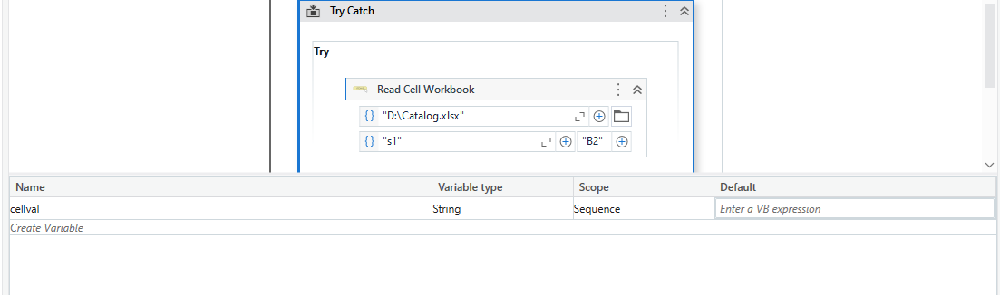 Try Catch
Try
Read Cell Workbook
{} "D:\Catalog.xlsx"
{} "s1" "B2"
Name Variable type Scope Default
cellval String Sequence Enter a VB expression
Create Variable